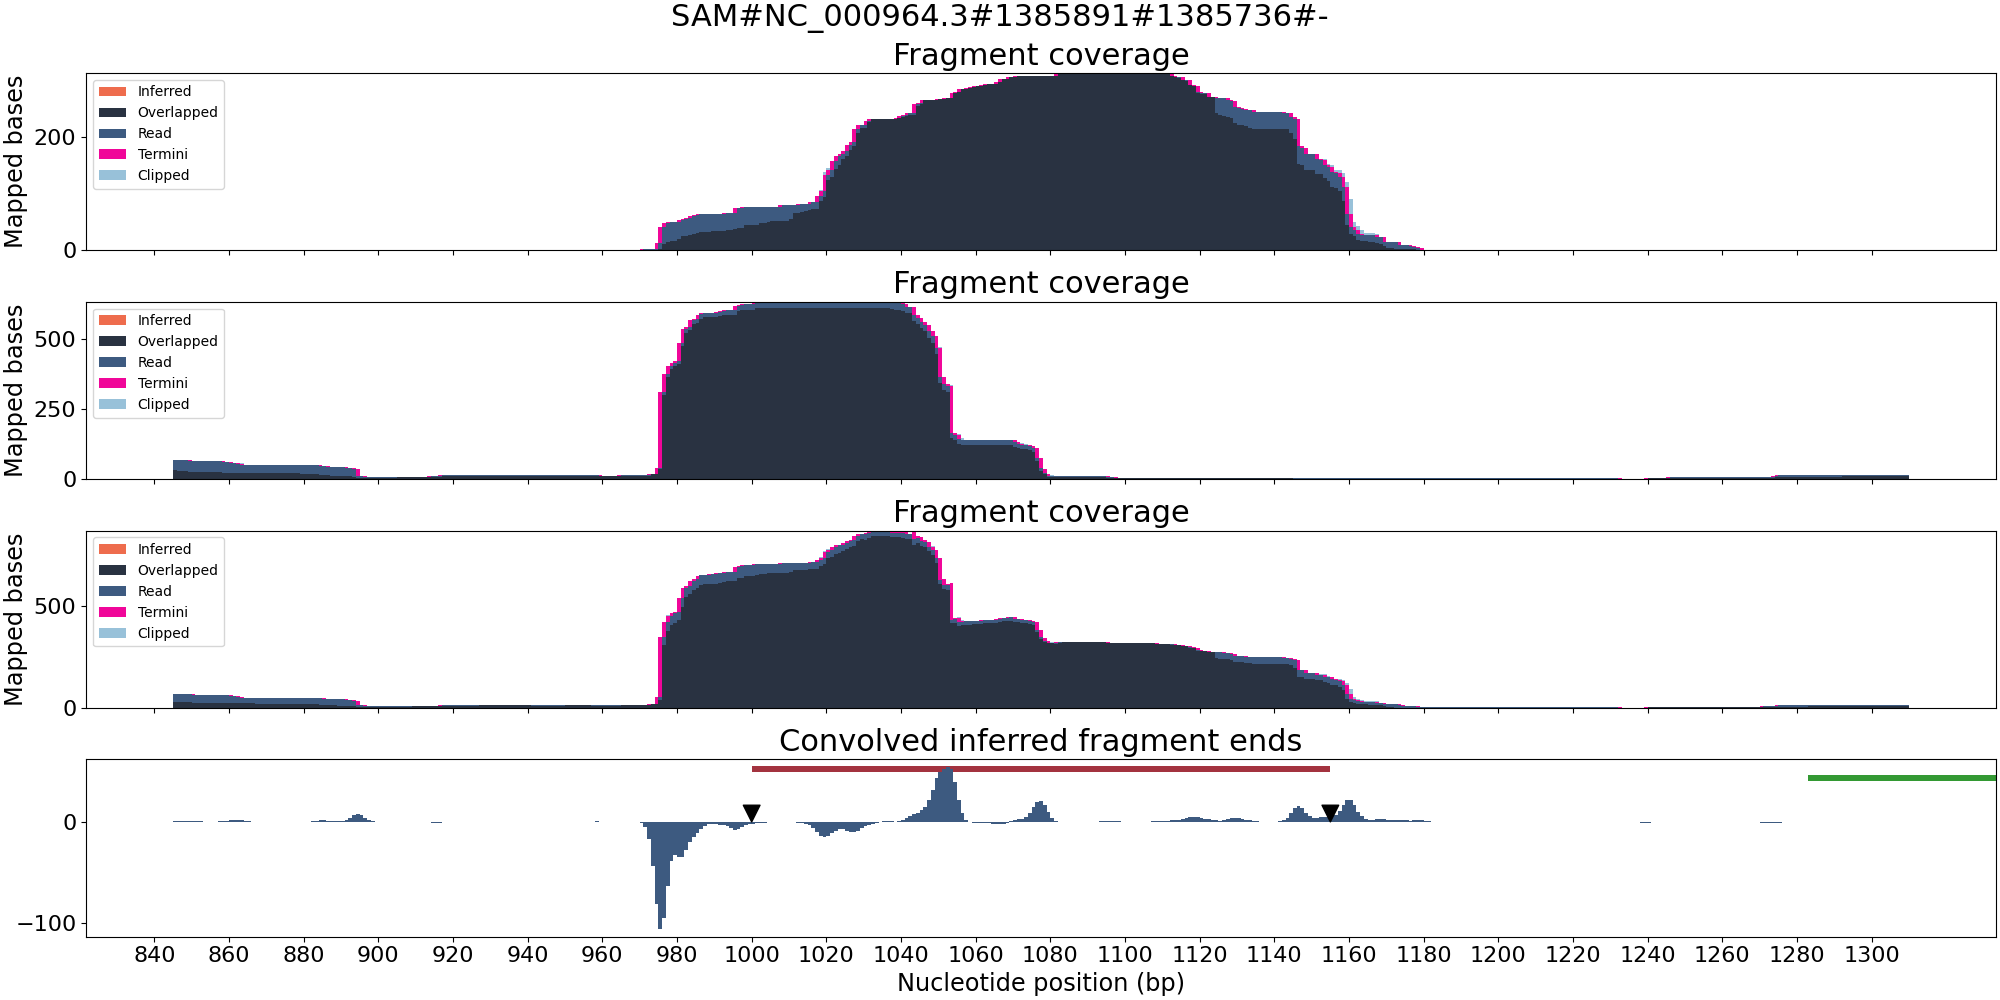 SAM#NC_000964.3#1385891#1385736#-
Fragment coverage
Mapped bases
200
0
Inferred
Overlapped
Read
Termini
Clipped
Fragment coverage
Mapped bases
500
250
0
Inferred
Overlapped
Read
Termini
Clipped
Fragment coverage
Mapped bases
500
0
Inferred
Overlapped
Read
Termini
Clipped
Convolved inferred fragment ends
0
−100
840 860 880 900 920 940 960 980 1000 1020 1040 1060 1080 1100 1120 1140 1160 1180 1200 1220 1240 1260 1280 1300
Nucleotide position (bp)